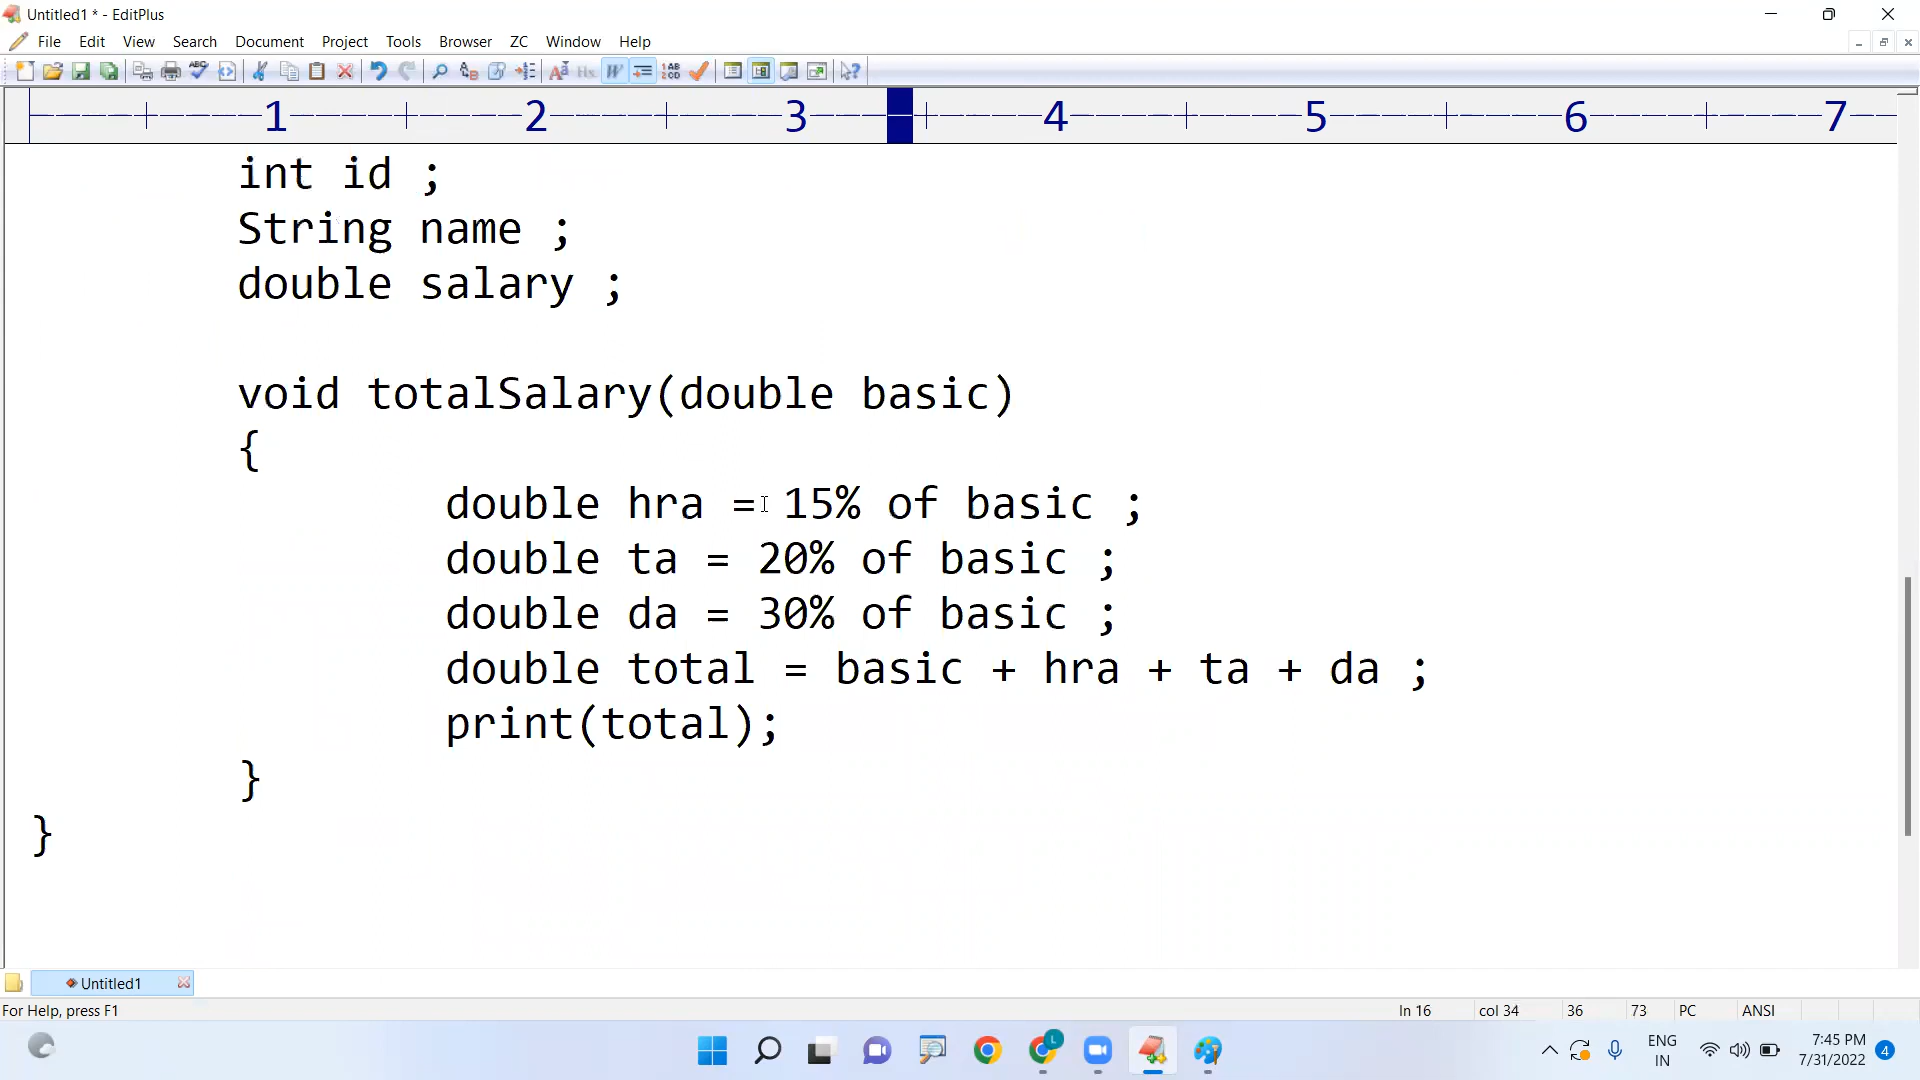 Untitled1 * - EditPlus
File Edit View Search Document Project Tools Browser ZC Window Help
1 2 3 4 5 6 7
int id ;
String name ;
double salary ;
void totalSalary(double basic)
{
double hra = 15% of basic ;
double ta = 20% of basic ;
double da = 30% of basic ;
double total = basic + hra + ta + da ;
print(total);
}
}
Untitled1
For Help, press F1 ln 16 col 34 36 73 PC ANSI
ENG 7:45 PM
IN 7/31/2022 4